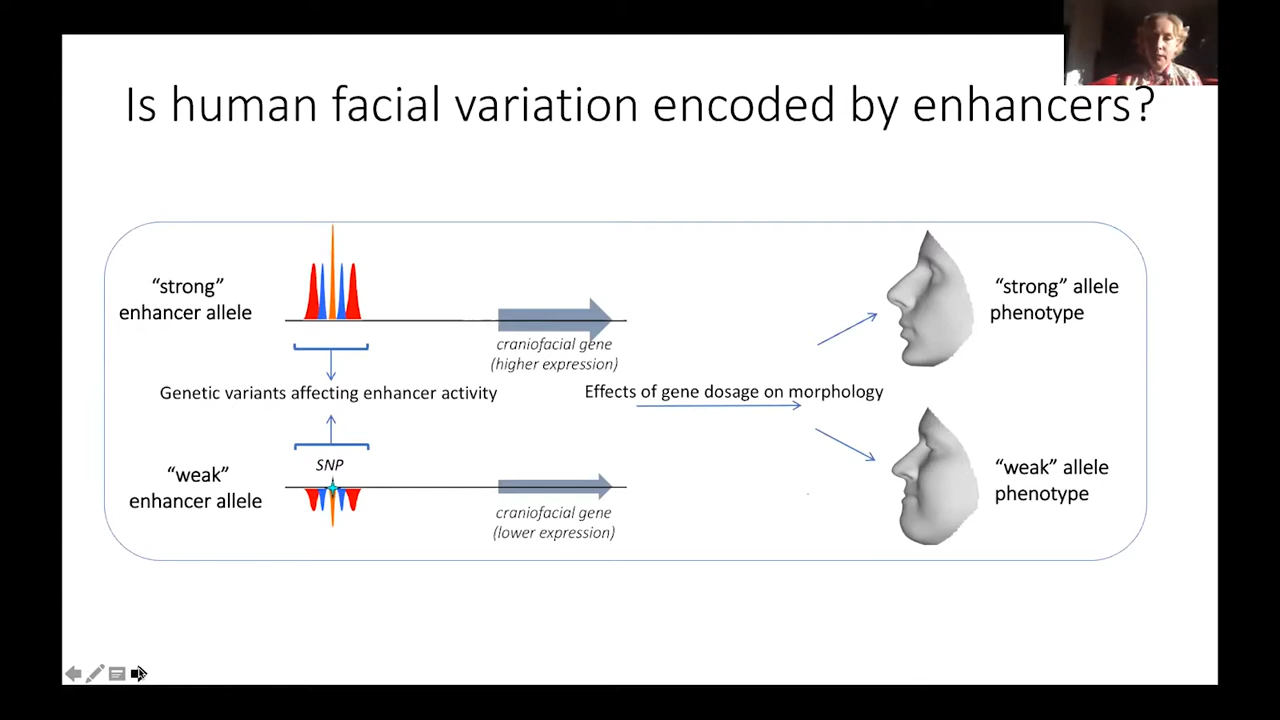 Is human facial variation encoded by enhancers?
“strong”
enhancer allele
craniofacial gene
(higher expression)
“strong” allele
phenotype
Genetic variants affecting enhancer activity
Effects of gene dosage on morphology
SNP
“weak”
enhancer allele
craniofacial gene
(lower expression)
“weak” allele
phenotype